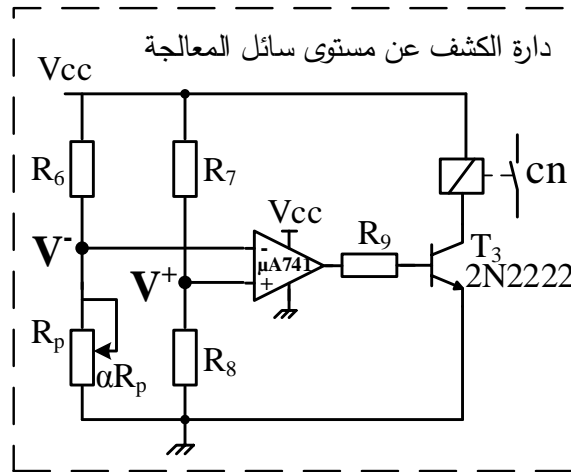 دارة الكشف عن مستوى سائل المعالجة
Vcc
R6
R7
cn
Vcc
R9
V-
-
µA741
+
T3
2N2222
V+
Rp
αRp
R8